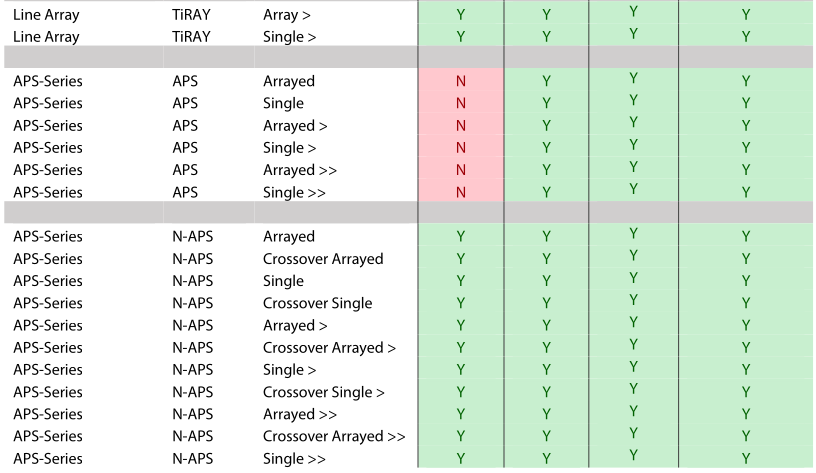 Line Array TiRAY Array > Y Y Y Y
Line Array TiRAY Single > Y Y Y Y
APS-Series APS Arrayed N Y Y Y
APS-Series APS Single N Y Y Y
APS-Series APS Arrayed > N Y Y Y
APS-Series APS Single > N Y Y Y
APS-Series APS Arrayed >> N Y Y Y
APS-Series APS Single >> N Y Y Y
APS-Series N-APS Arrayed Y Y Y Y
APS-Series N-APS Crossover Arrayed Y Y Y Y
APS-Series N-APS Single Y Y Y Y
APS-Series N-APS Crossover Single Y Y Y Y
APS-Series N-APS Arrayed > Y Y Y Y
APS-Series N-APS Crossover Arrayed > Y Y Y Y
APS-Series N-APS Single > Y Y Y Y
APS-Series N-APS Crossover Single > Y Y Y Y
APS-Series N-APS Arrayed >> Y Y Y Y
APS-Series N-APS Crossover Arrayed >> Y Y Y Y
APS-Series N-APS Single >> Y Y Y Y